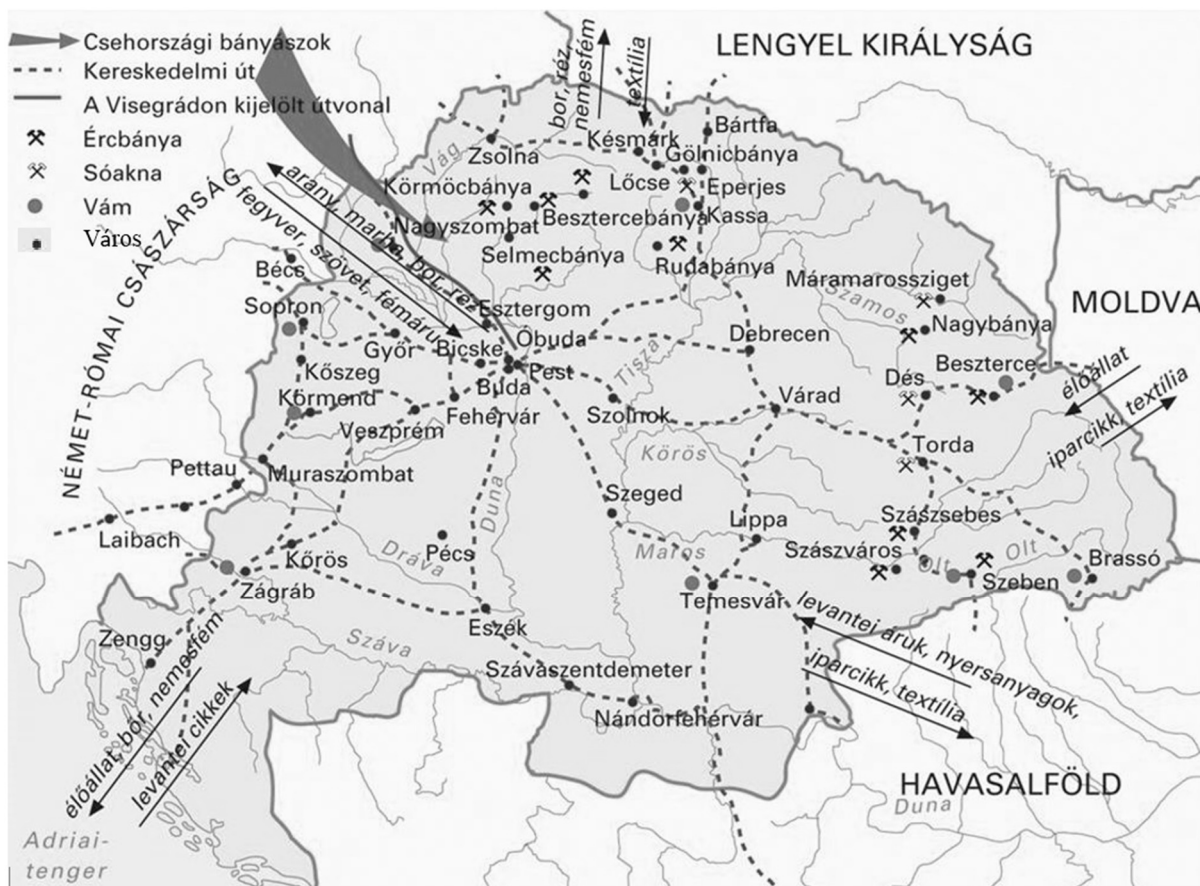 Csehországi bányászok
Kereskedelmi út
A Visegrádon kijelölt útvonal
Ércbánya
Sóakna
Vám
Város
LENGYEL KIRÁLYSÁG
NÉMET-RÓMAI CSÁSZÁRSÁG
MOLDVA
HAVASALFÖLD
bor, réz,
nemesfém
textília
arany, marha, bor, réz
fegyver, szövet, fémáru
Vág
Zsolna
Késmárk
Bártfa
Gölnicbánya
Lőcse
Eperjes
Körmöcbánya
Besztercebánya
Kassa
Nagyszombat
Selmecbánya
Rudabánya
Bécs
Sopron
Esztergom
Óbuda
Győr
Bicske
Pest
Buda
Kőszeg
Körmend
Fehérvár
Veszprém
Tisza
Szolnok
Debrecen
Várad
Máramarossziget
Szamos
Nagybánya
Beszterce
Dés
élőállat
iparcikk, textília
Torda
Körös
Pettau
Muraszombat
Laibach
Duna
Szeged
Lippa
Maros
Szászsebes
Szászváros
Olt
Olt
Szeben
Brassó
Pécs
Dráva
Kőrös
Zágráb
Temesvár
Eszék
Zengg
Száva
Szávaszentdemeter
Nándorfehérvár
levantei áruk, nyersanyagok,
iparcikk, textília
élőállat, bor, nemesfém
levantei cikkek
Duna
Adriai-
tenger